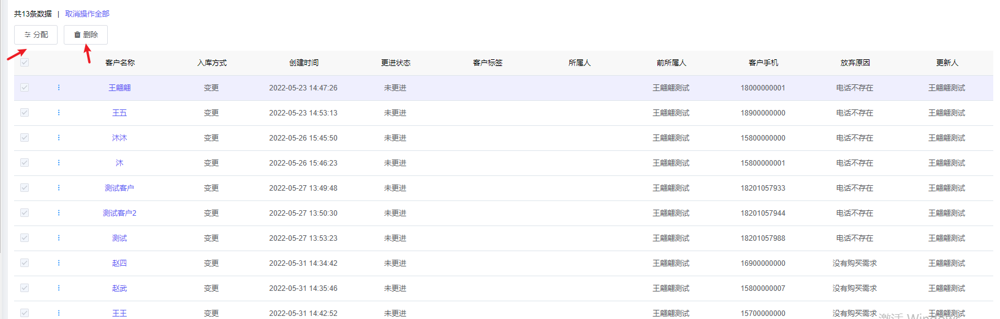 共13条数据 | 取消操作全部
分配 删除
客户名称 入库方式 创建时间 更进状态 客户标签 所属人 前所属人 客户手机 放弃原因 更新人
王翩翩 变更 2022-05-23 14:47:26 未更进 王翩翩测试 18000000001 电话不存在 王翩翩测试
王五 变更 2022-05-23 14:53:13 未更进 王翩翩测试 18900000000 电话不存在 王翩翩测试
沐沐 变更 2022-05-26 15:45:50 未更进 王翩翩测试 15800000000 电话不存在 王翩翩测试
沐 变更 2022-05-26 15:46:23 未更进 王翩翩测试 15800000001 电话不存在 王翩翩测试
测试客户 变更 2022-05-27 13:49:48 未更进 王翩翩测试 18201057933 电话不存在 王翩翩测试
测试客户2 变更 2022-05-27 13:50:30 未更进 王翩翩测试 18201057944 电话不存在 王翩翩测试
测试 变更 2022-05-27 13:53:23 未更进 王翩翩测试 18201057988 电话不存在 王翩翩测试
赵四 变更 2022-05-31 14:34:42 未更进 王翩翩测试 16900000000 没有购买需求 王翩翩测试
赵武 变更 2022-05-31 14:35:46 未更进 王翩翩测试 15800000007 没有购买需求 王翩翩测试
王王 变更 2022-05-31 14:42:52 未更进 王翩翩测试 15700000000 没有购买需求 王翩翩测试
激活 Windows